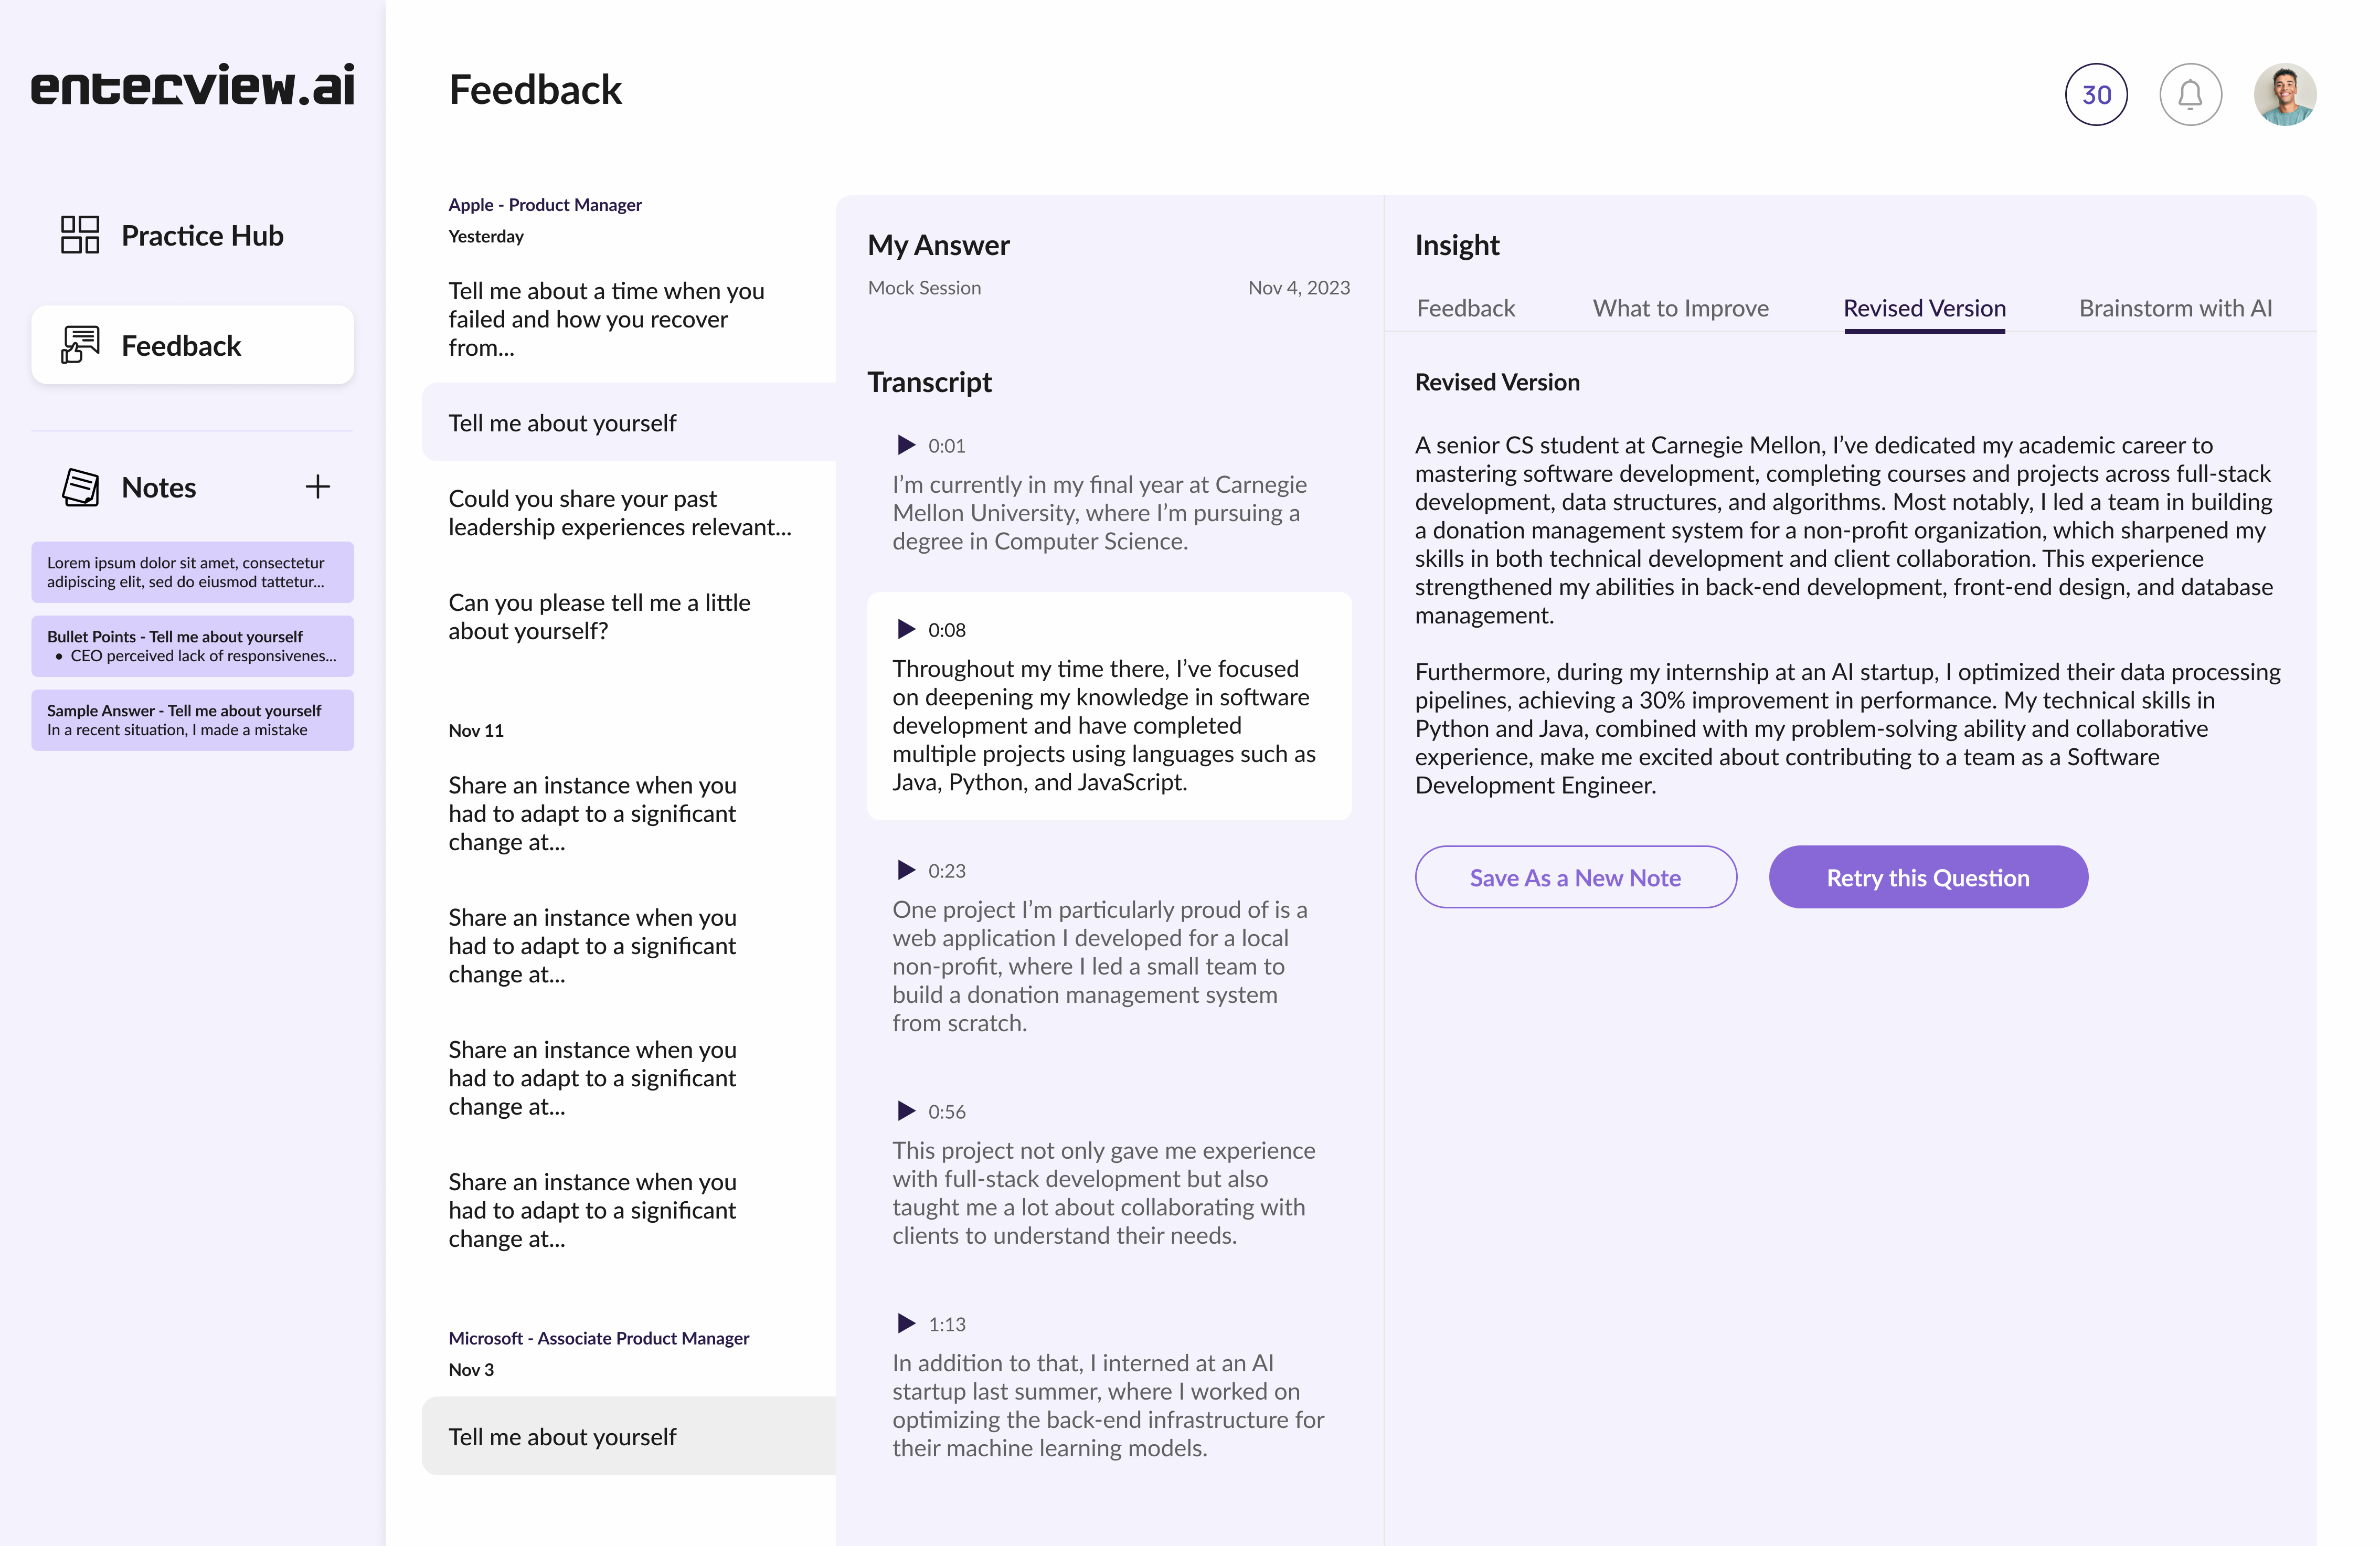 enterview.ai
Practice Hub
Feedback
Notes
Lorem ipsum dolor sit amet, consectetur
adipiscing elit, sed do eiusmod tattetur...
Bullet Points - Tell me about yourself
• CEO perceived lack of responsivenes...
Sample Answer - Tell me about yourself
In a recent situation, I made a mistake
Feedback
30
Apple - Product Manager
Yesterday
Tell me about a time when you
failed and how you recover
from...
Tell me about yourself
Could you share your past
leadership experiences relevant...
Can you please tell me a little
about yourself?
Nov 11
Share an instance when you
had to adapt to a significant
change at...
Share an instance when you
had to adapt to a significant
change at...
Share an instance when you
had to adapt to a significant
change at...
Share an instance when you
had to adapt to a significant
change at...
Microsoft - Associate Product Manager
Nov 3
Tell me about yourself
My Answer
Mock Session
Nov 4, 2023
Transcript
0:01
I’m currently in my final year at Carnegie
Mellon University, where I’m pursuing a
degree in Computer Science.
0:08
Throughout my time there, I’ve focused
on deepening my knowledge in software
development and have completed
multiple projects using languages such as
Java, Python, and JavaScript.
0:23
One project I’m particularly proud of is a
web application I developed for a local
non-profit, where I led a small team to
build a donation management system
from scratch.
0:56
This project not only gave me experience
with full-stack development but also
taught me a lot about collaborating with
clients to understand their needs.
1:13
In addition to that, I interned at an AI
startup last summer, where I worked on
optimizing the back-end infrastructure for
their machine learning models.
Insight
Feedback
What to Improve
Revised Version
Brainstorm with AI
Revised Version
A senior CS student at Carnegie Mellon, I’ve dedicated my academic career to
mastering software development, completing courses and projects across full-stack
development, data structures, and algorithms. Most notably, I led a team in building
a donation management system for a non-profit organization, which sharpened my
skills in both technical development and client collaboration. This experience
strengthened my abilities in back-end development, front-end design, and database
management.
Furthermore, during my internship at an AI startup, I optimized their data processing
pipelines, achieving a 30% improvement in performance. My technical skills in
Python and Java, combined with my problem-solving ability and collaborative
experience, make me excited about contributing to a team as a Software
Development Engineer.
Save As a New Note
Retry this Question